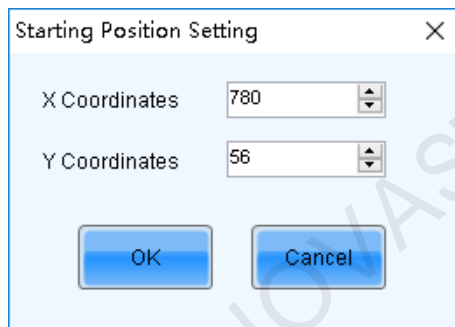 Starting Position Setting
X Coordinates 780
Y Coordinates 56
OK Cancel